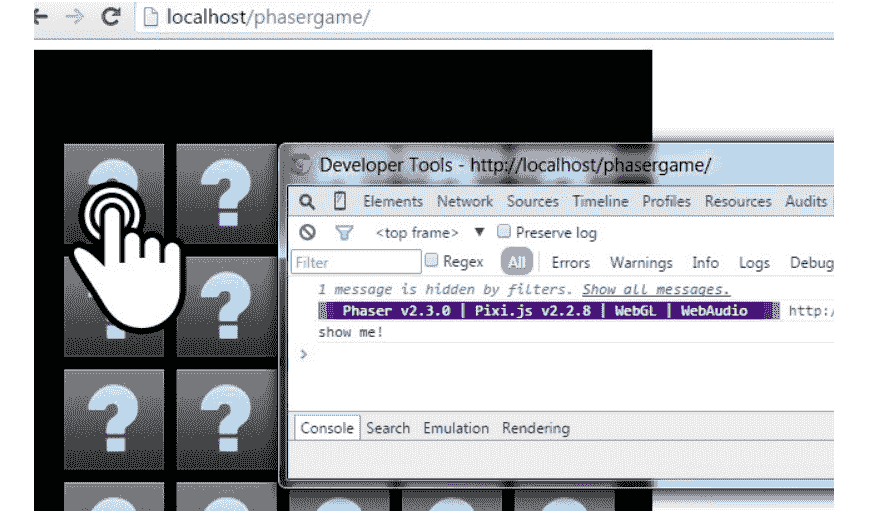 localhost/phasergame/
? ?
Developer Tools - http://localhost/phasergame/
Elements Network Sources Timeline Profiles Resources Audits
<top frame> ▼ Preserve log
Filter Regex All Errors Warnings Info Logs Debug
1 message is hidden by filters. Show all messages.
Phaser v2.3.0 | Pixi.js v2.2.8 | WebGL | WebAudio http:/
show me!
>
? ?
? ?
Console Search Emulation Rendering